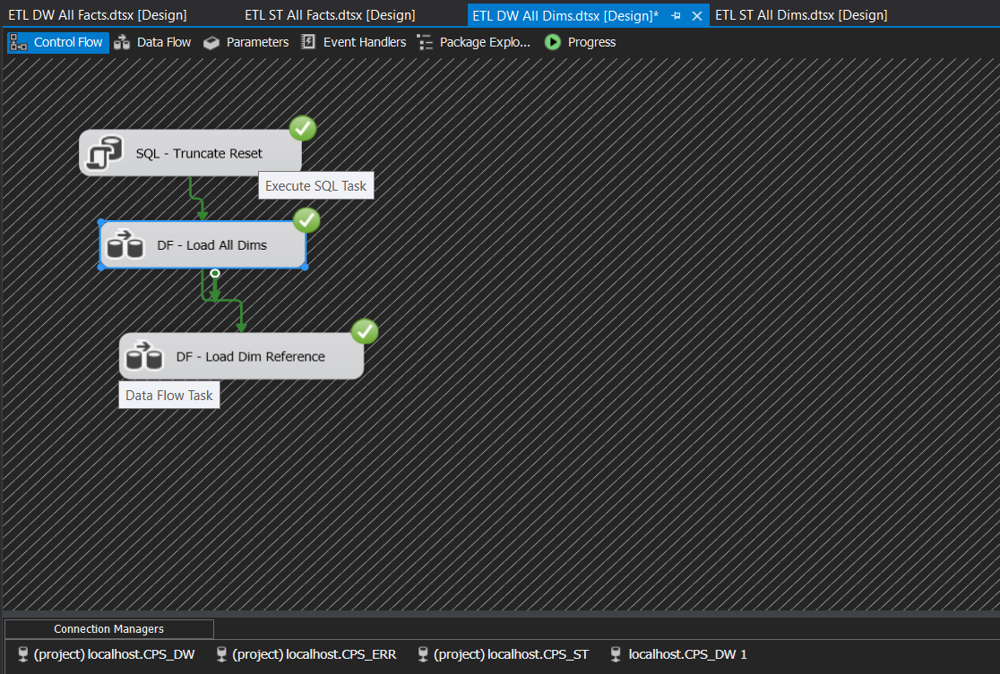 ETL DW All Facts.dtsx [Design] ETL ST All Facts.dtsx [Design] ETL DW All Dims.dtsx [Design]* ETL ST All Dims.dtsx [Design]
Control Flow Data Flow Parameters Event Handlers Package Explo... Progress
SQL - Truncate Reset
Execute SQL Task
DF - Load All Dims
DF - Load Dim Reference
Data Flow Task
Connection Managers
(project) localhost.CPS_DW (project) localhost.CPS_ERR (project) localhost.CPS_ST localhost.CPS_DW 1